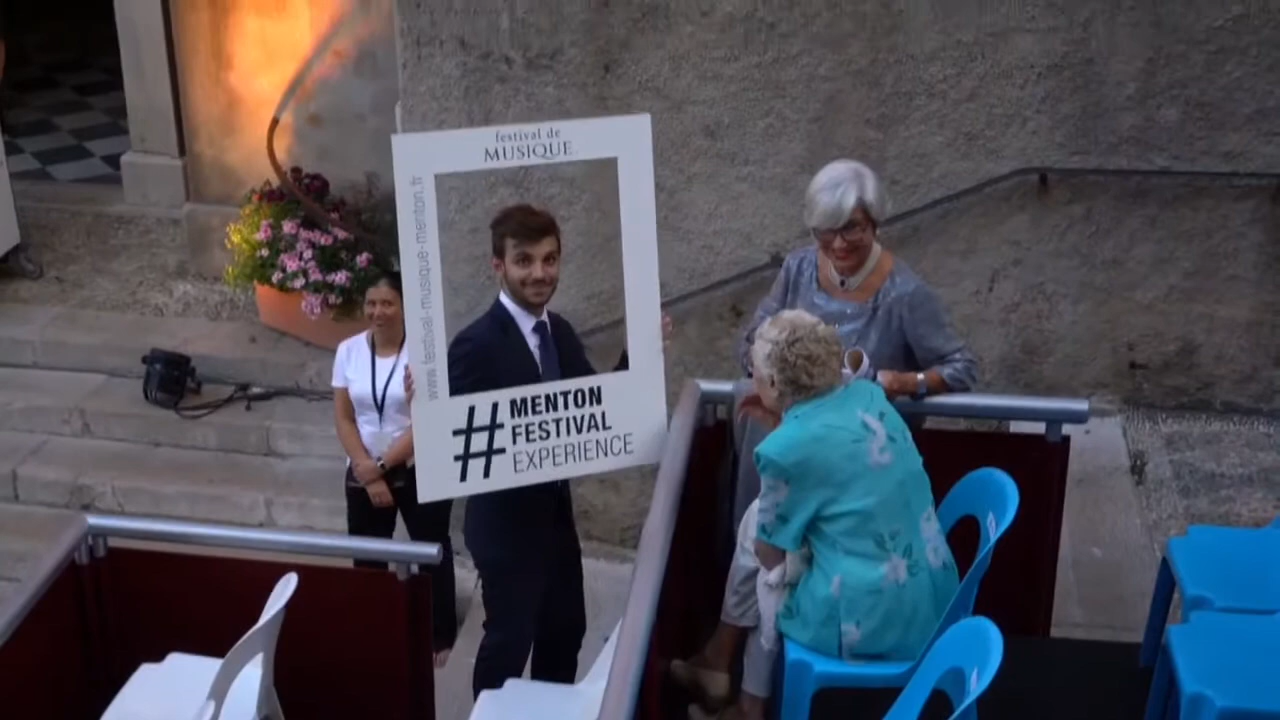 festival de
MUSIQUE
www.festival-musique-menton.fr
# MENTON
FESTIVAL
EXPERIENCE